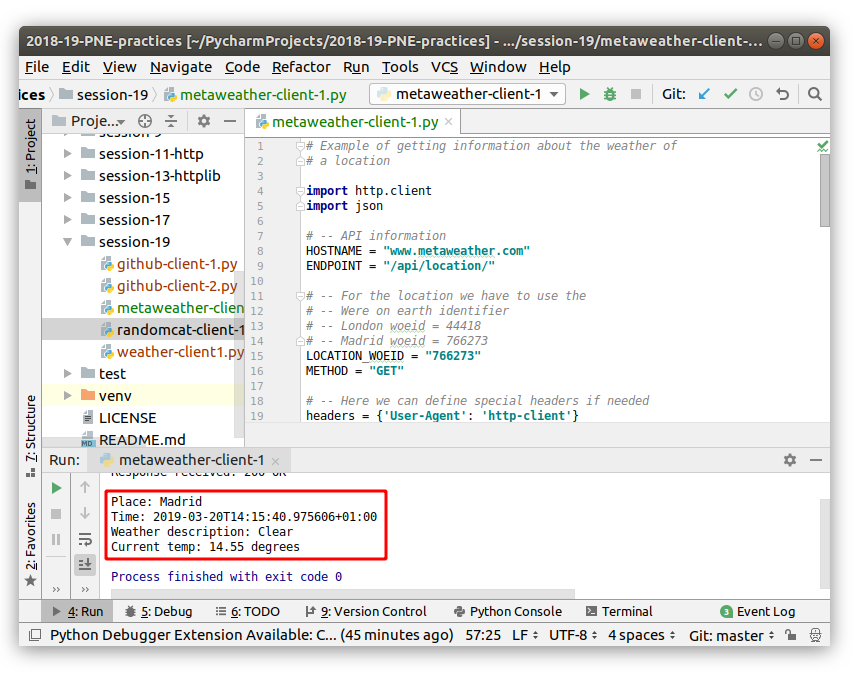 2018-19-PNE-practices [~/PycharmProjects/2018-19-PNE-practices] - .../session-19/metaweather-client-...
File Edit View Navigate Code Refactor Run Tools VCS Window Help
ices session-19 metaweather-client-1.py metaweather-client-1 Git:
1: Project
Proje...
session-9
session-11-http
session-13-httplib
session-15
session-17
session-19
github-client-1.py
github-client-2.py
metaweather-clien
randomcat-client-1
weather-client1.py
test
venv
LICENSE
README.md
metaweather-client-1.py
1 # Example of getting information about the weather of
2 # a location
3
4 import http.client
5 import json
6
7 # -- API information
8 HOSTNAME = "www.metaweather.com"
9 ENDPOINT = "/api/location/"
10
11 # -- For the location we have to use the
12 # -- Were on earth identifier
13 # -- London woeid = 44418
14 # -- Madrid woeid = 766273
15 LOCATION_WOEID = "766273"
16 METHOD = "GET"
17
18 # -- Here we can define special headers if needed
19 headers = {'User-Agent': 'http-client'}
7: Structure
2: Favorites
Run: metaweather-client-1
Response received: 200 OK
Place: Madrid
Time: 2019-03-20T14:15:40.975606+01:00
Weather description: Clear
Current temp: 14.55 degrees
Process finished with exit code 0
4: Run 5: Debug 6: TODO 9: Version Control Python Console Terminal 3 Event Log
Python Debugger Extension Available: C... (45 minutes ago) 57:25 LF UTF-8 4 spaces Git: master